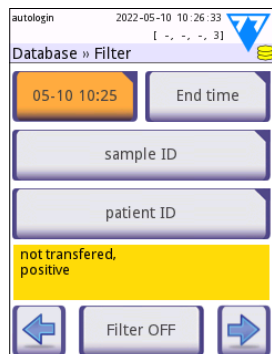 autologin 2022-05-10 10:26:33
[ -, -, -, 3]
Database » Filter
05-10 10:25 End time
sample ID
patient ID
not transfered,
positive
Filter OFF